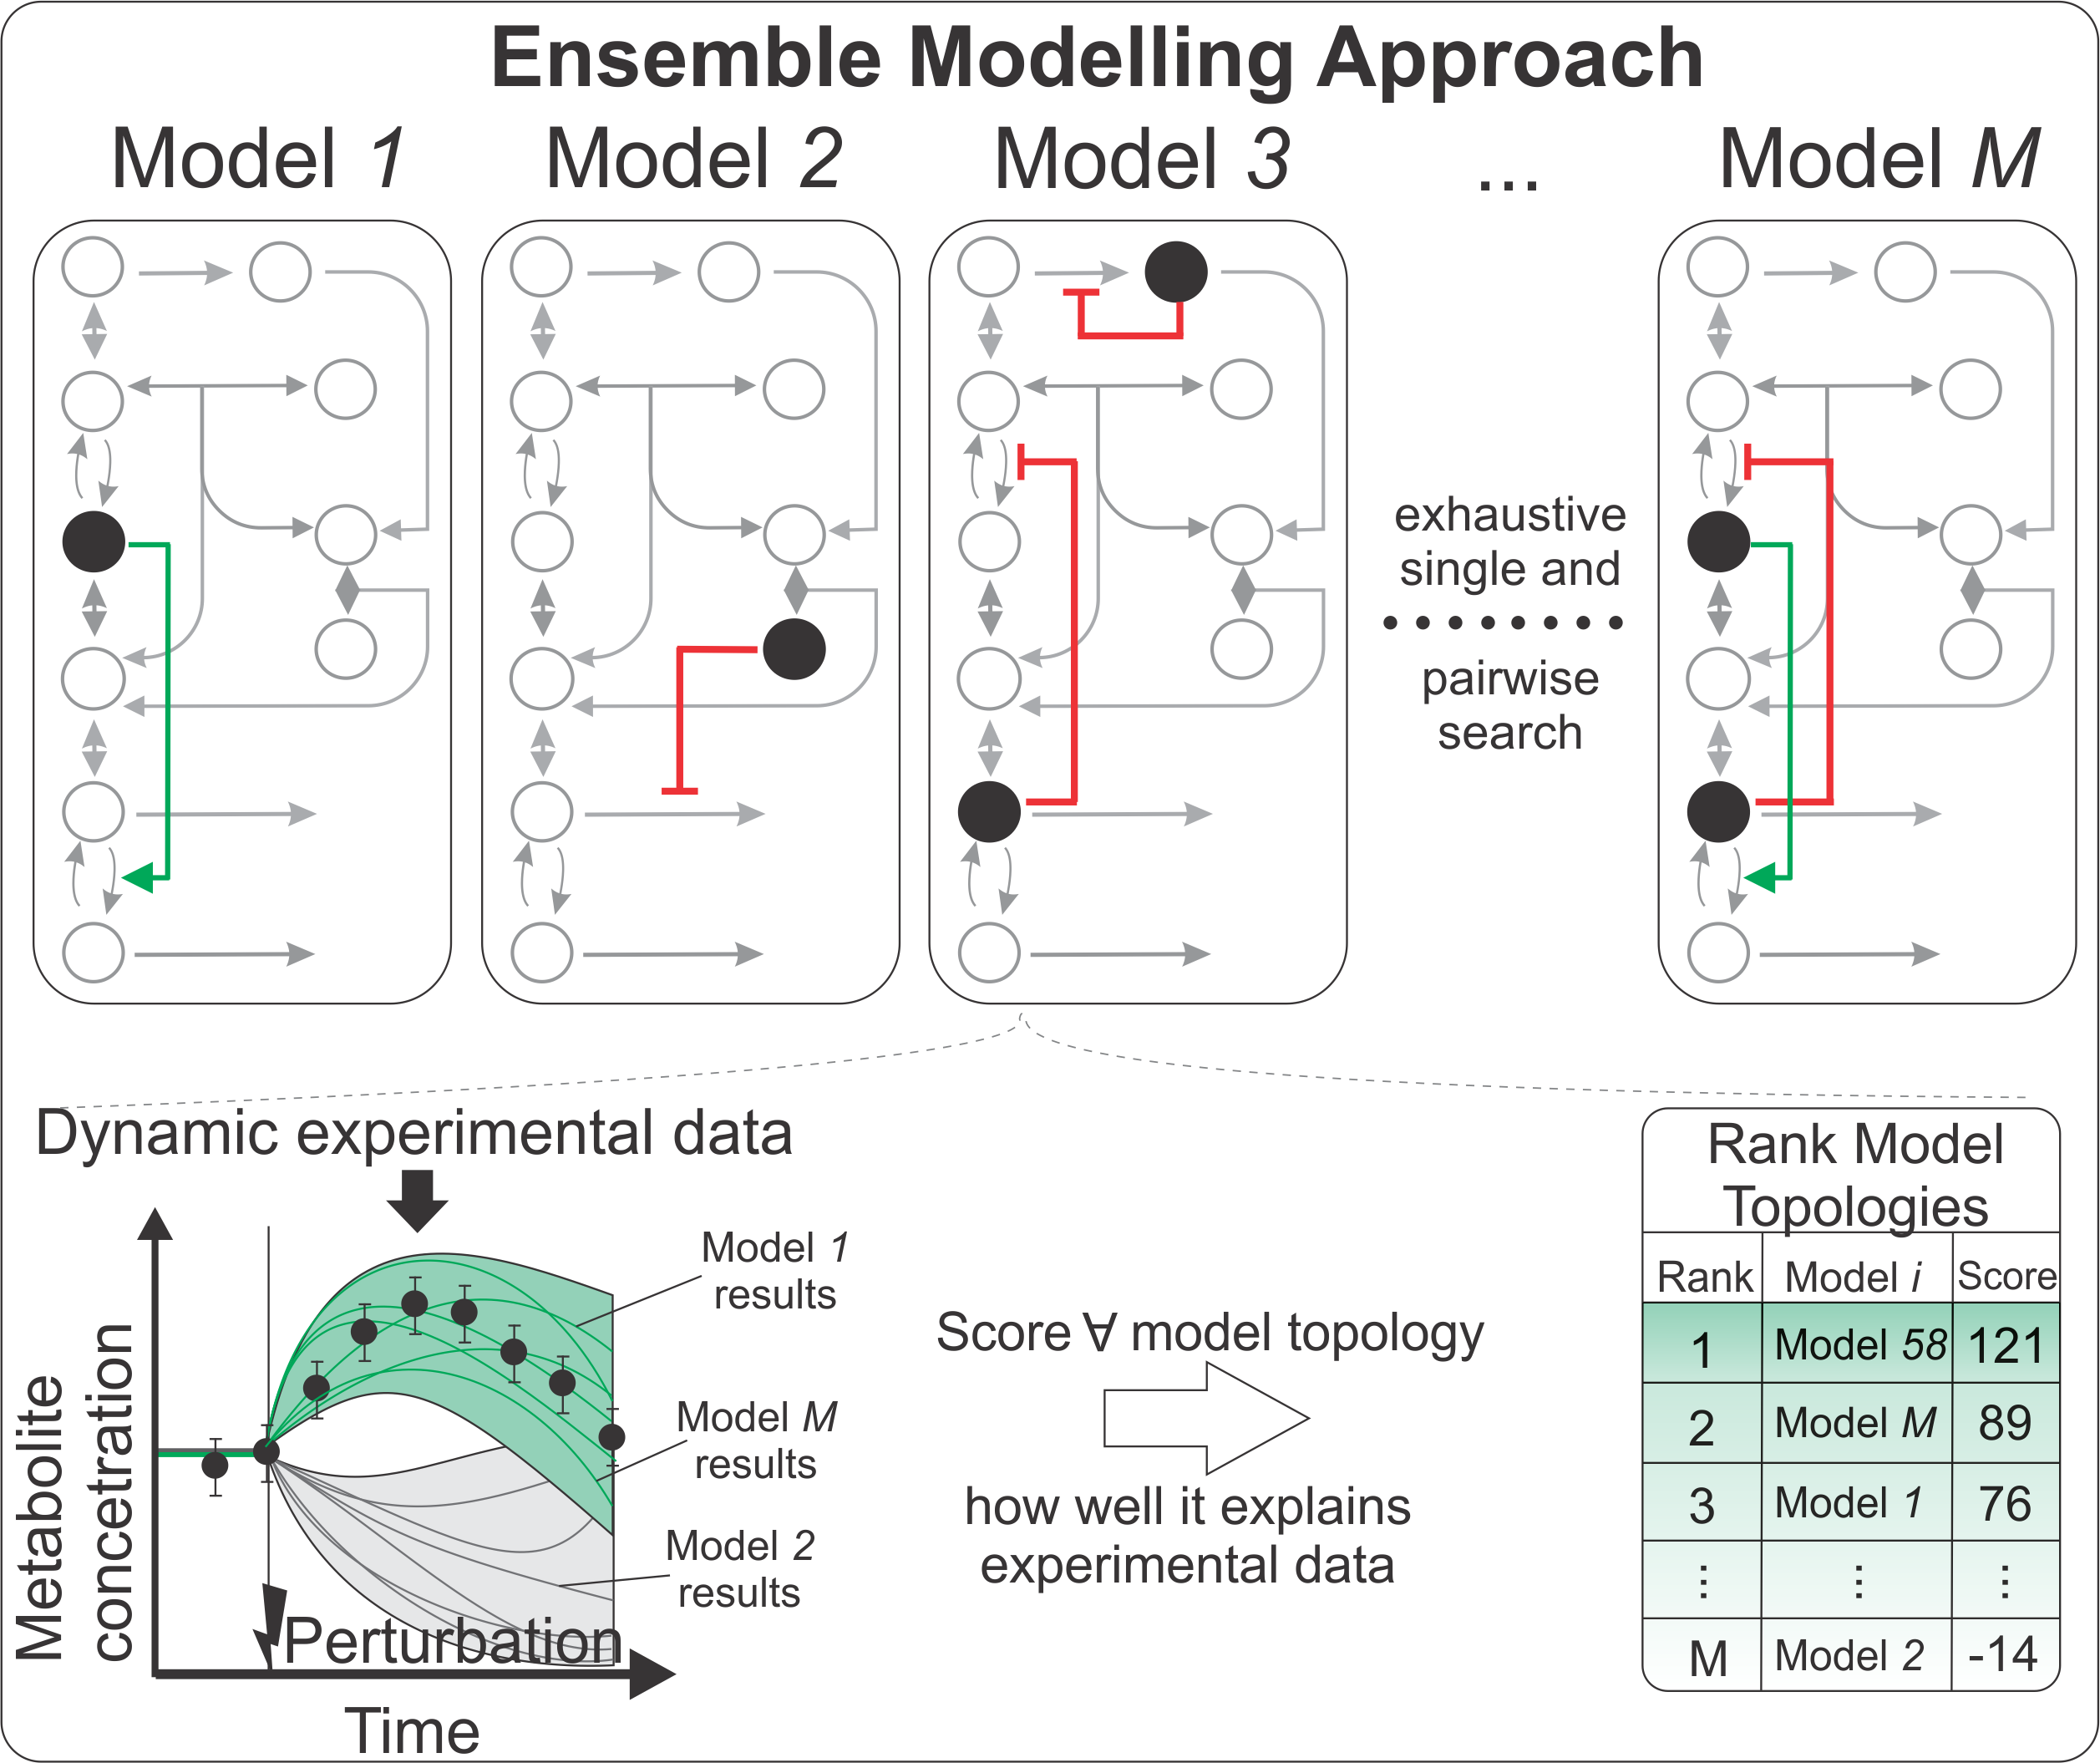 Ensemble Modelling Approach
Model 1
Model 2
Model 3
...
Model M
exhaustive
single and
pairwise
search
Dynamic experimental data
Metabolite
concetration
Model 1
results
Model M
results
Model 2
results
Perturbation
Time
Score ∀ model topology
how well it explains
experimental data
Rank Model
Topologies
Rank Model i Score
1 Model 58 121
2 Model M 89
3 Model 1 76
⋮ ⋮ ⋮
M Model 2 -14